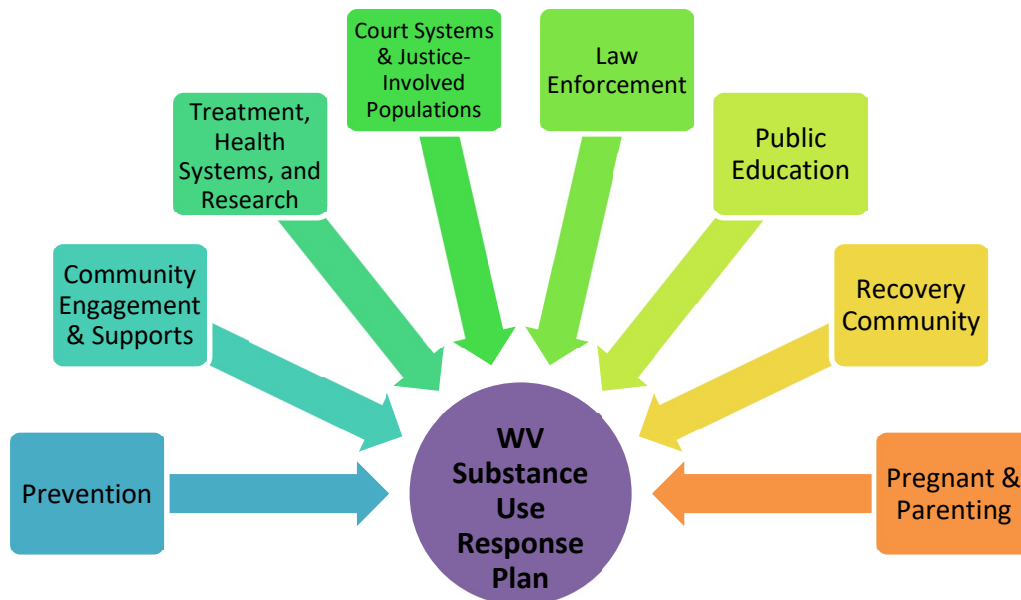 Court Systems
& Justice-
Involved
Populations
Law
Enforcement
Treatment,
Health
Systems, and
Research
Public
Education
Community
Engagement
& Supports
Recovery
Community
Prevention
WV
Substance
Use
Response
Plan
Pregnant &
Parenting